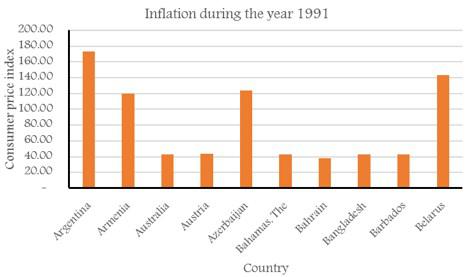 Inflation during the year 1991
Consumer price index
200.00
180.00
160.00
140.00
120.00
100.00
80.00
60.00
40.00
20.00
-
Argentina
Armenia
Australia
Austria
Azerbaijan
Bahamas, The
Bahrain
Bangladesh
Barbados
Belarus
Country